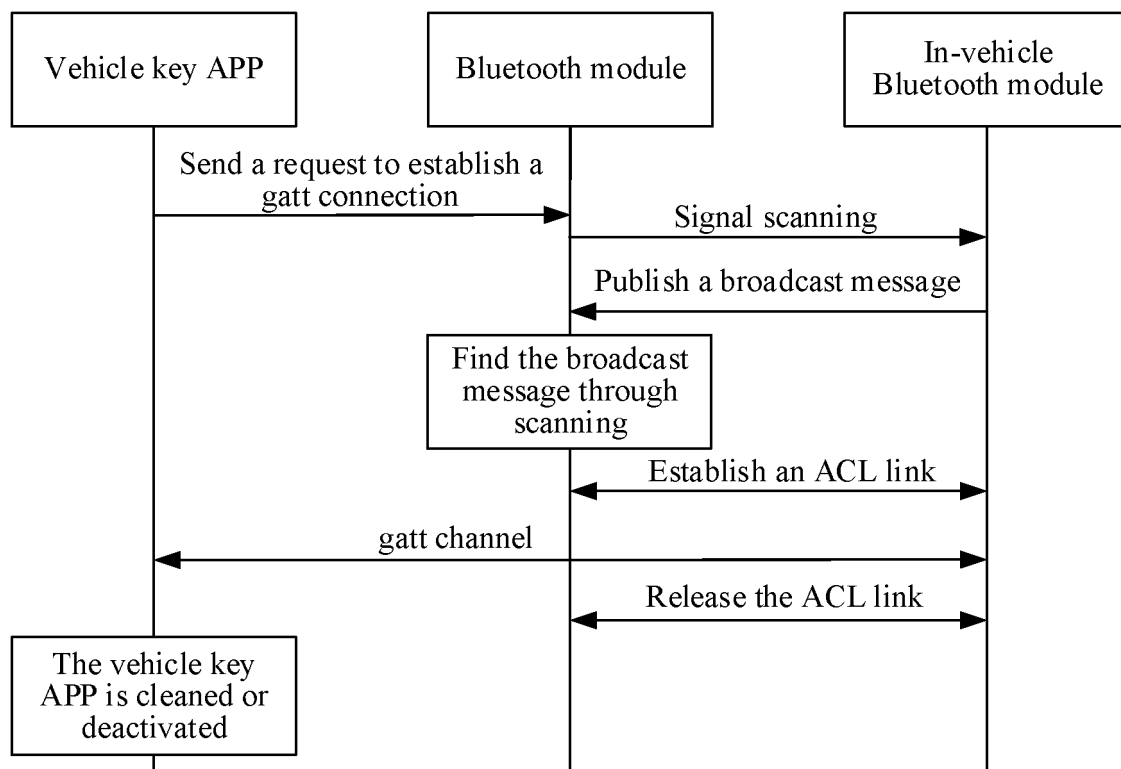 Vehicle key APP
Bluetooth module
In-vehicle
Bluetooth module
Send a request to establish a
gatt connection
Signal scanning
Publish a broadcast message
Find the broadcast
message through
scanning
Establish an ACL link
gatt channel
Release the ACL link
The vehicle key
APP is cleaned or
deactivated